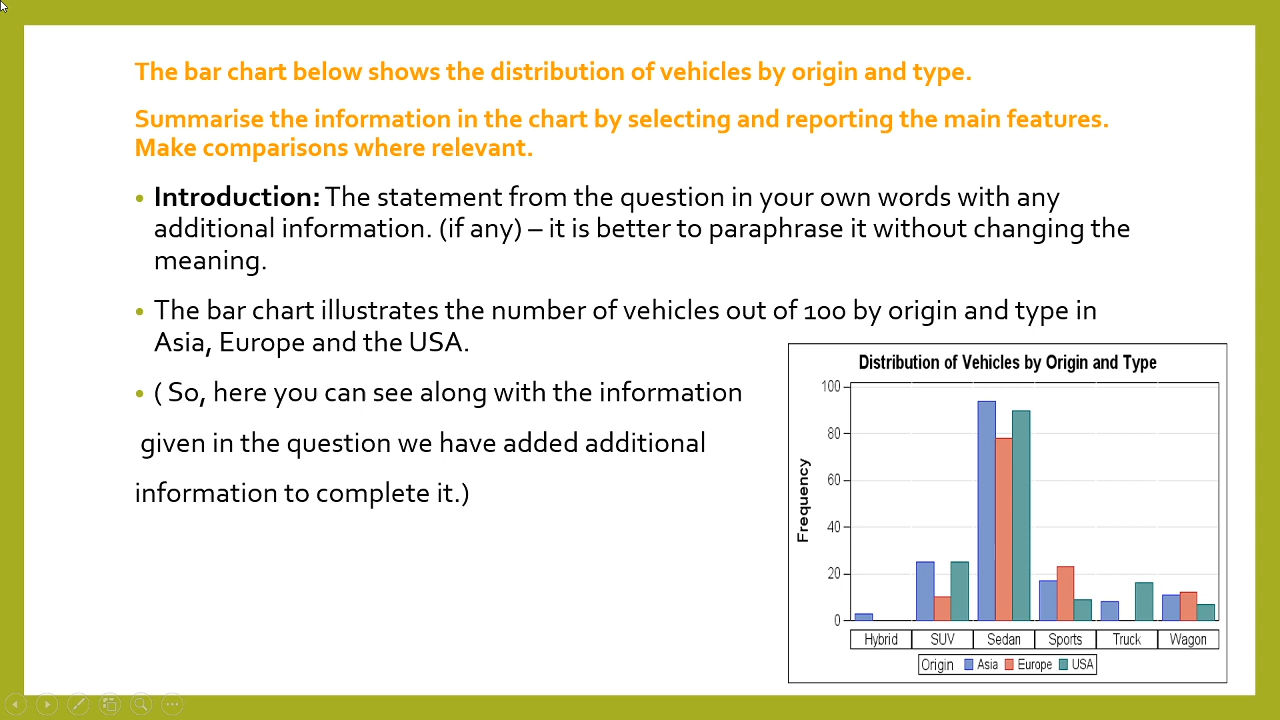 The bar chart below shows the distribution of vehicles by origin and type.
Summarise the information in the chart by selecting and reporting the main features.
Make comparisons where relevant.
• Introduction: The statement from the question in your own words with any
additional information. (if any) – it is better to paraphrase it without changing the
meaning.
• The bar chart illustrates the number of vehicles out of 100 by origin and type in
Asia, Europe and the USA.
• ( So, here you can see along with the information
given in the question we have added additional
information to complete it.)
Distribution of Vehicles by Origin and Type
100
80
60
40
20
0
Frequency
Hybrid SUV Sedan Sports Truck Wagon
Origin Asia Europe USA